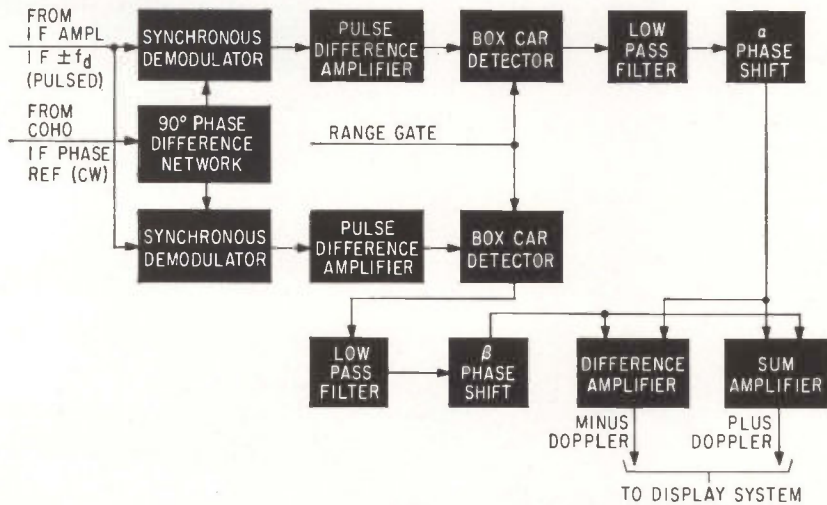 FROM
IF AMPL
IF ±fd
(PULSED)
FROM
COHO
IF PHASE
REF (CW)
SYNCHRONOUS
DEMODULATOR
PULSE
DIFFERENCE
AMPLIFIER
BOX CAR
DETECTOR
LOW
PASS
FILTER
α
PHASE
SHIFT
90° PHASE
DIFFERENCE
NETWORK
RANGE GATE
SYNCHRONOUS
DEMODULATOR
PULSE
DIFFERENCE
AMPLIFIER
BOX CAR
DETECTOR
LOW
PASS
FILTER
β
PHASE
SHIFT
DIFFERENCE
AMPLIFIER
SUM
AMPLIFIER
MINUS
DOPPLER
PLUS
DOPPLER
TO DISPLAY SYSTEM